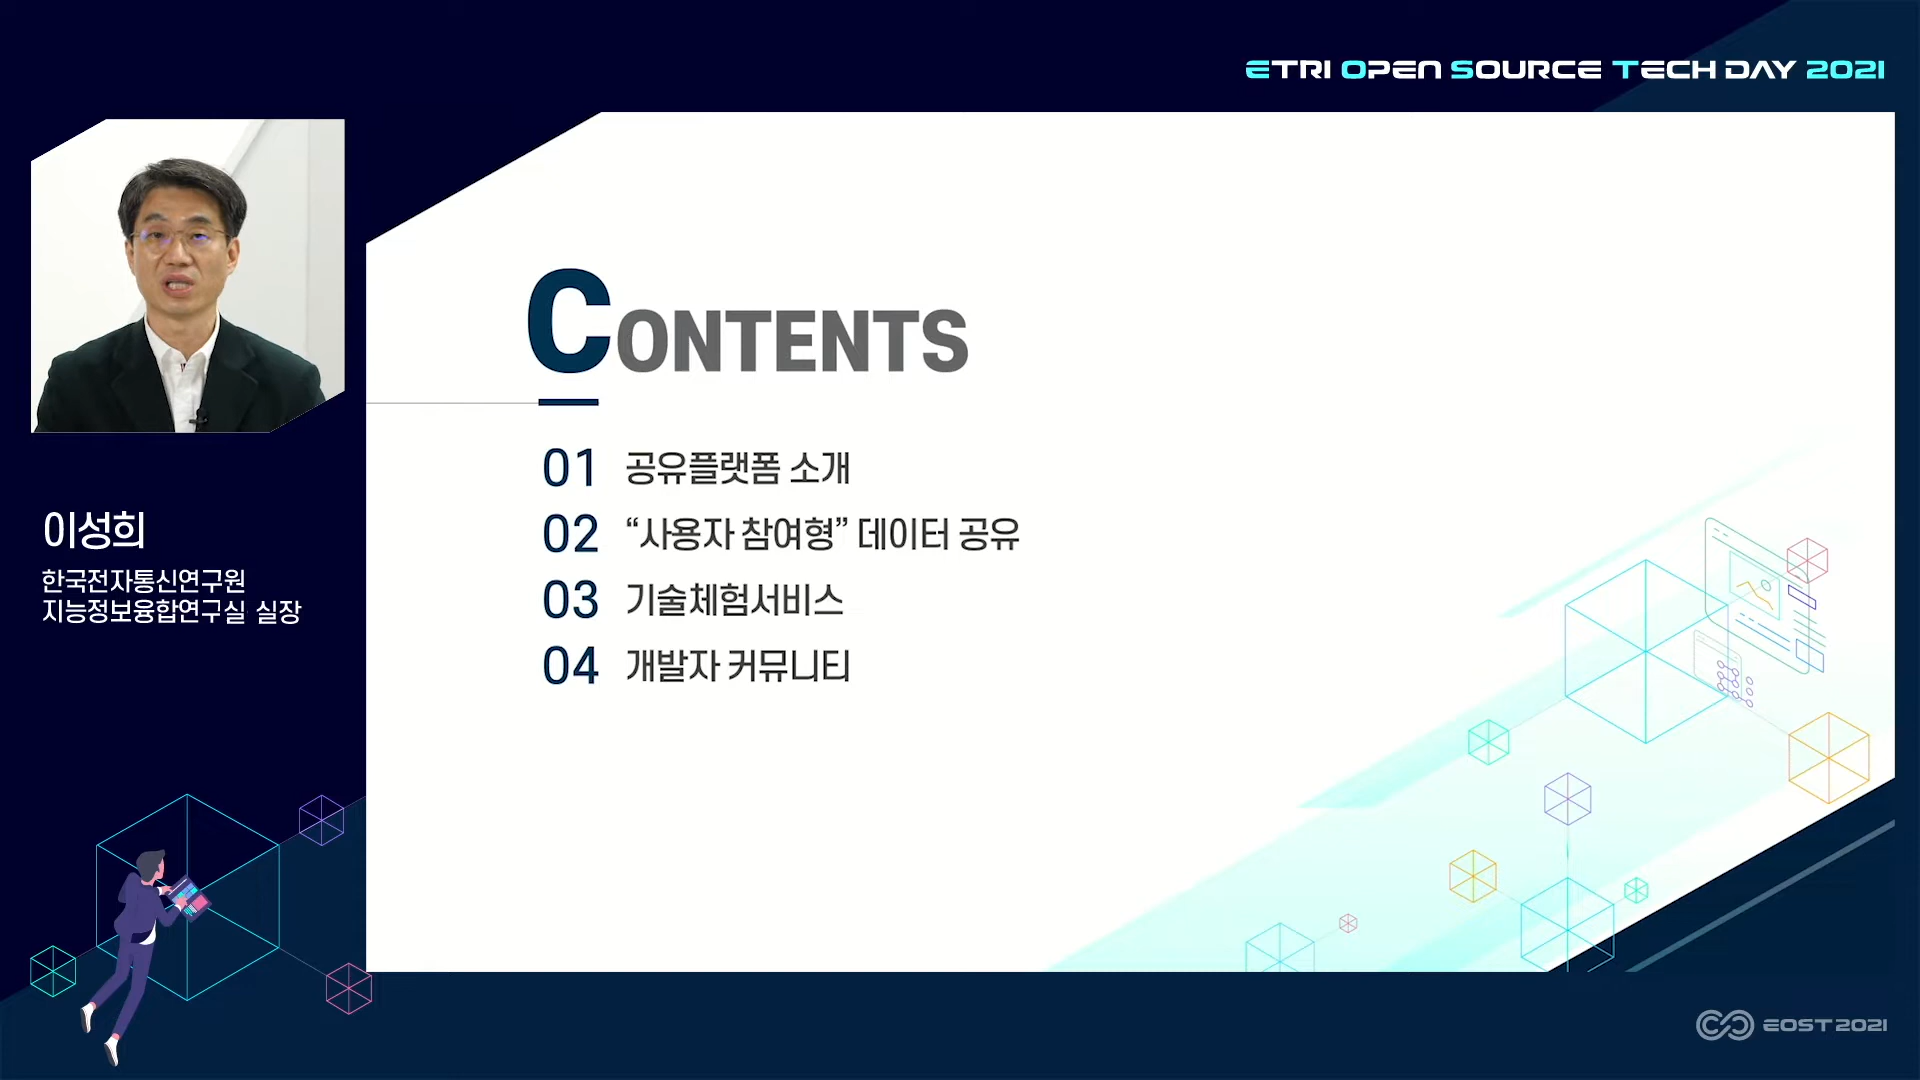 ETRI OPEN SOURCE TECH DAY 2021
CONTENTS
01 공유플랫폼 소개
02 “사용자 참여형” 데이터 공유
03 기술체험서비스
04 개발자 커뮤니티
이성희
한국전자통신연구원
지능정보융합연구실 실장
EOST 2021